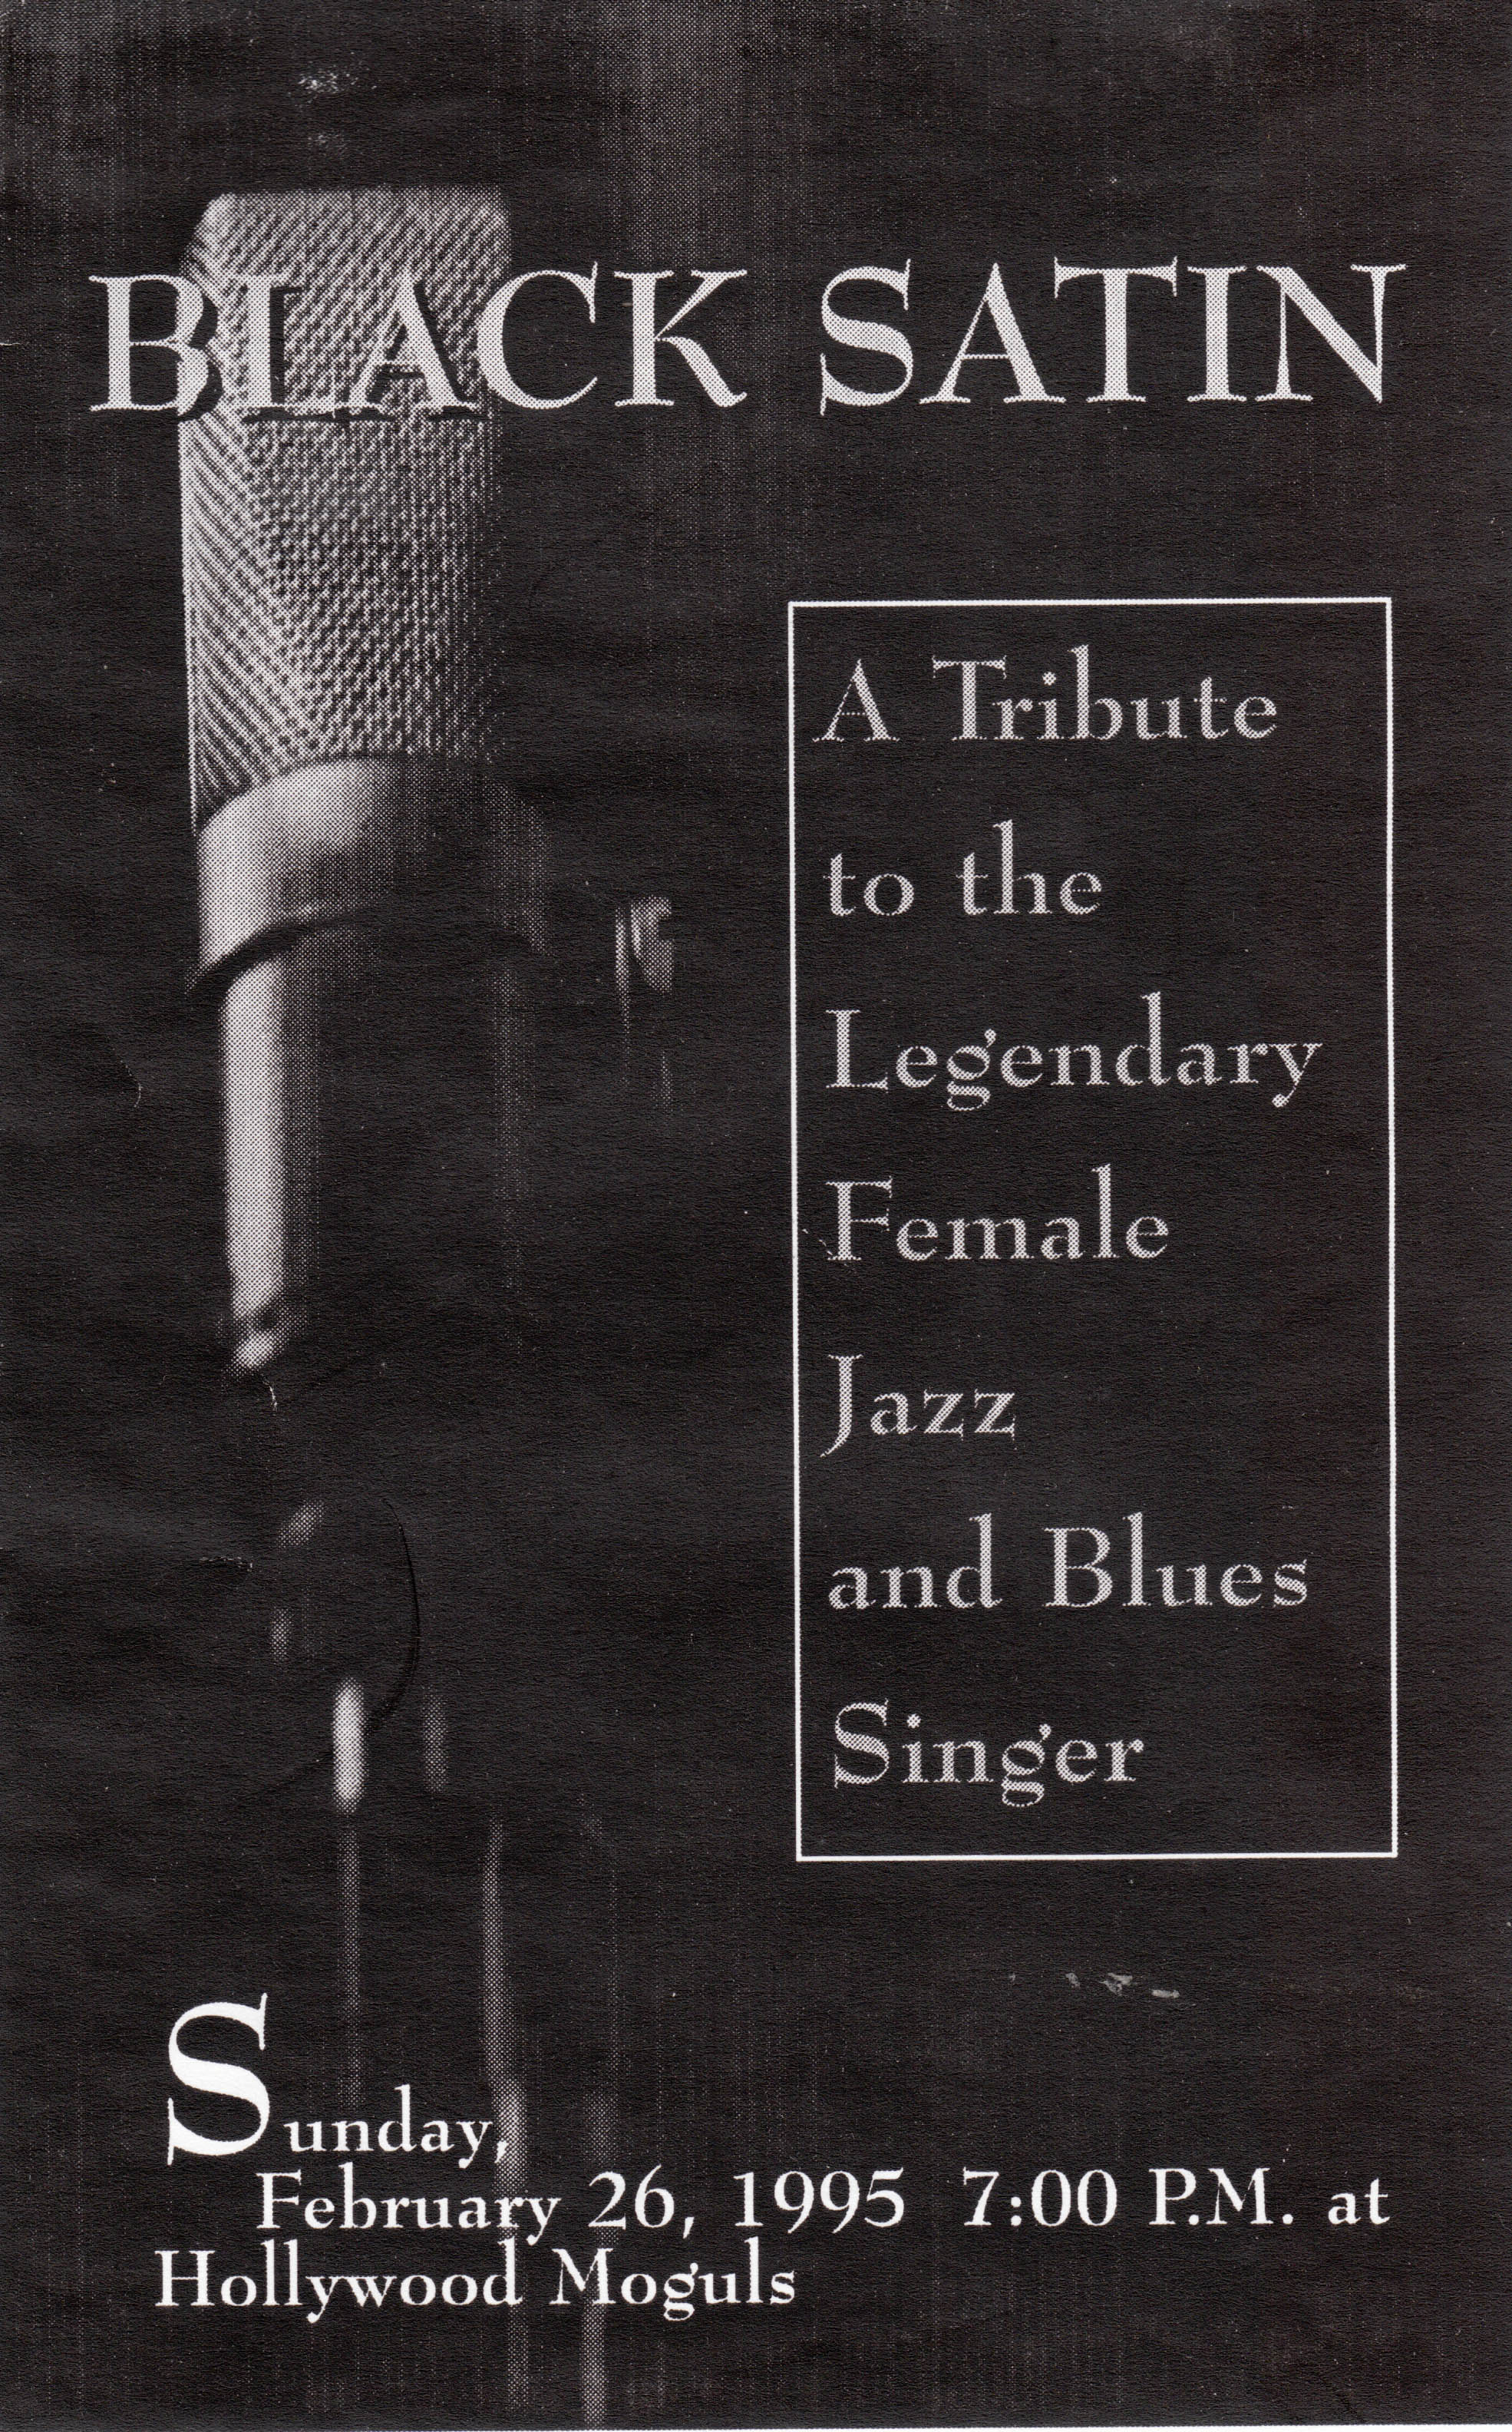 BLACK SATIN
A Tribute
to the
Legendary
Female
Jazz
and Blues
Singer
Sunday,
February 26, 1995 7:00 P.M. at
Hollywood Moguls